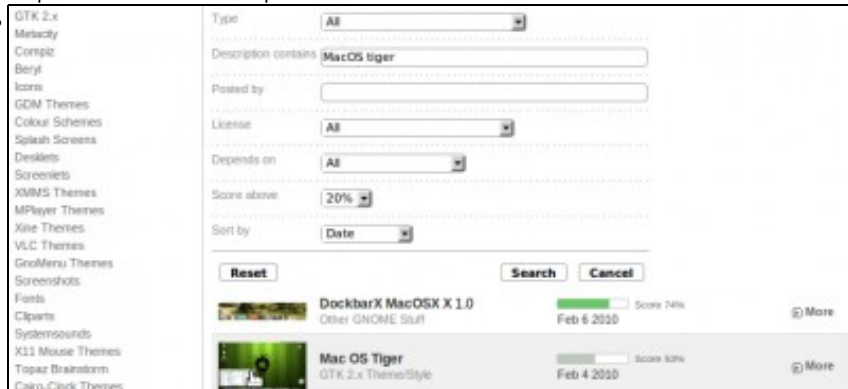 GTK 2.x
Metacity
Compiz
Beryl
Icons
GDM Themes
Colour Schemes
Splash Screens
Desklets
Screenlets
XMMS Themes
MPlayer Themes
Xine Themes
VLC Themes
GnoMenu Themes
Screenshots
Fonts
Cliparts
Systemsounds
X11 Mouse Themes
Topaz Brainstorm
Cairo-Clock Themes
Type All
Description contains MacOS tiger
Posted by
License All
Depends on All
Score above 20%
Sort by Date
Reset Search Cancel
DockbarX MacOSX X 1.0 Score 74% More
Other GNOME Stuff Feb 6 2010
Mac OS Tiger Score 50% More
GTK 2.x Theme/Style Feb 4 2010